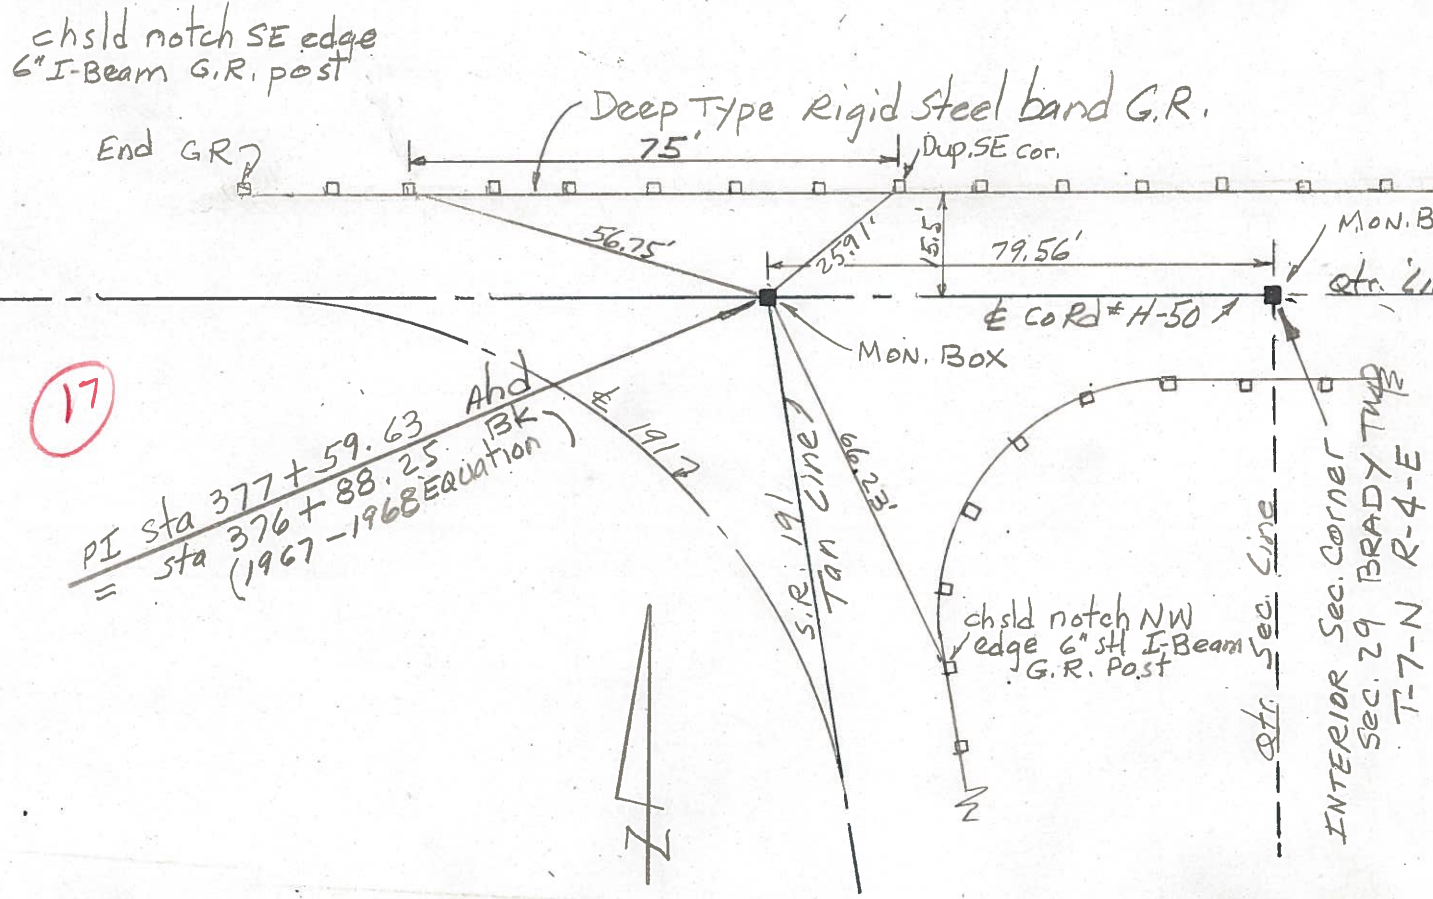 chsld notch SE edge
6" I-Beam G.R. post
Deep Type Rigid Steel band G.R.
End GR
75'
Dup. SE cor.
56.75'
25.91'
15.5'
79.56'
Mon. B
Qtr.
℄ Co Rd # H-50
Mon. Box
17
PI sta 377 + 59.63 Ahd
= sta 376 + 88.25 Bk
(1967-1968 Equation)
℄ 191
S.R. 191
Tan Line
66.23'
chsld notch NW
edge 6" stl I-Beam
G.R. Post
Qtr. Sec. Line
INTERIOR Sec. Corner
Sec. 29 BRADY TWP
T-7-N R-4-E
N